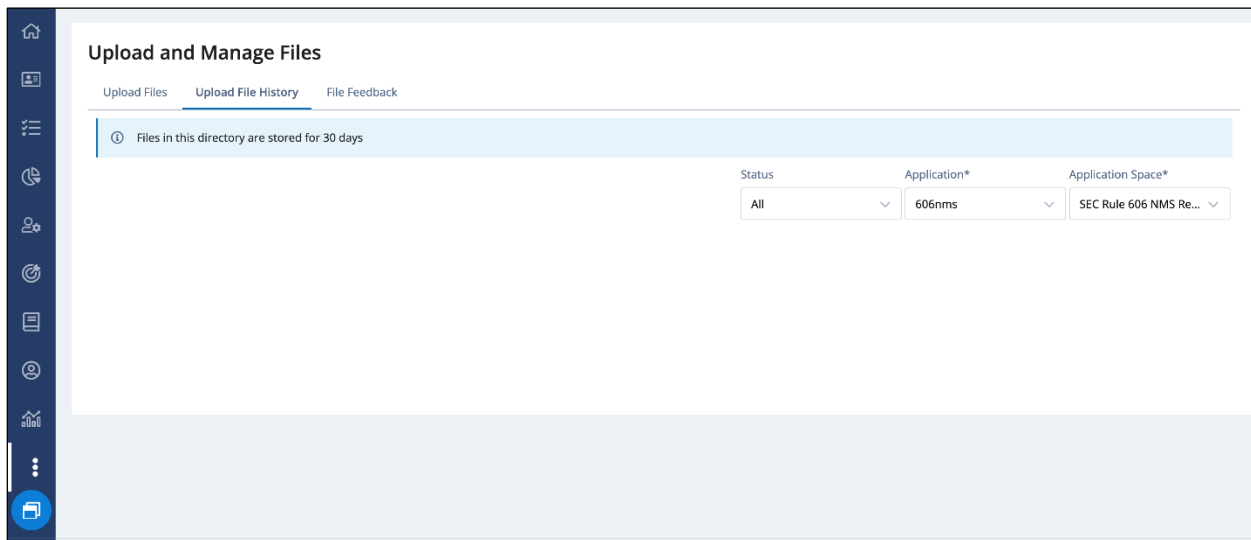 Upload and Manage Files
Upload Files Upload File History File Feedback
Files in this directory are stored for 30 days
Status Application* Application Space*
All 606nms SEC Rule 606 NMS Re...